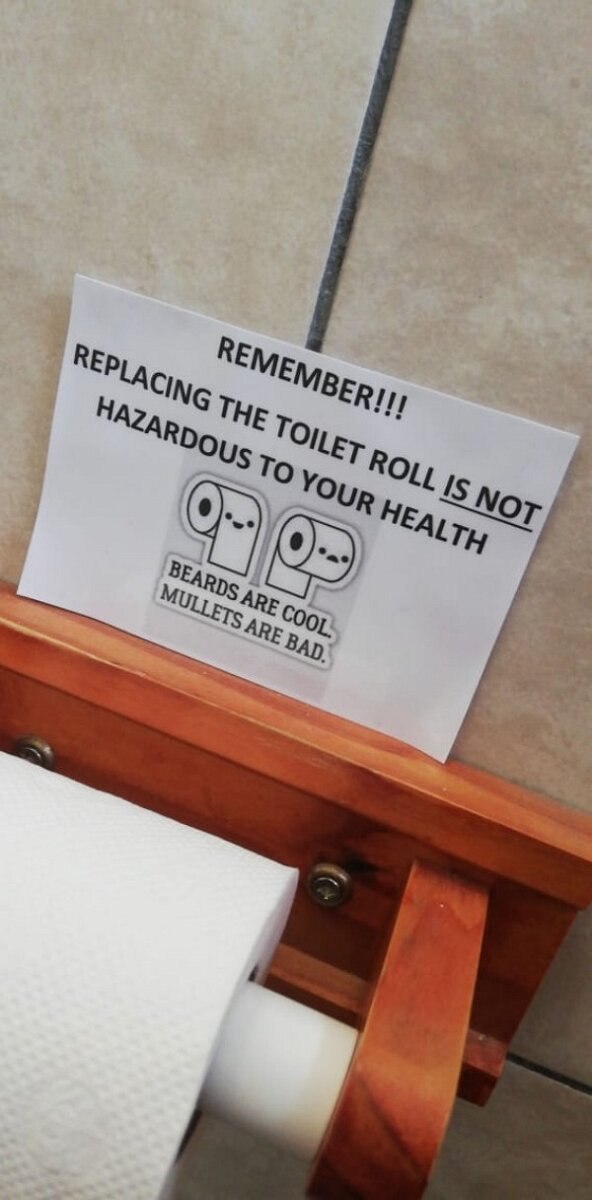 REMEMBER!!!
REPLACING THE TOILET ROLL IS NOT
HAZARDOUS TO YOUR HEALTH
BEARDS ARE COOL.
MULLETS ARE BAD.